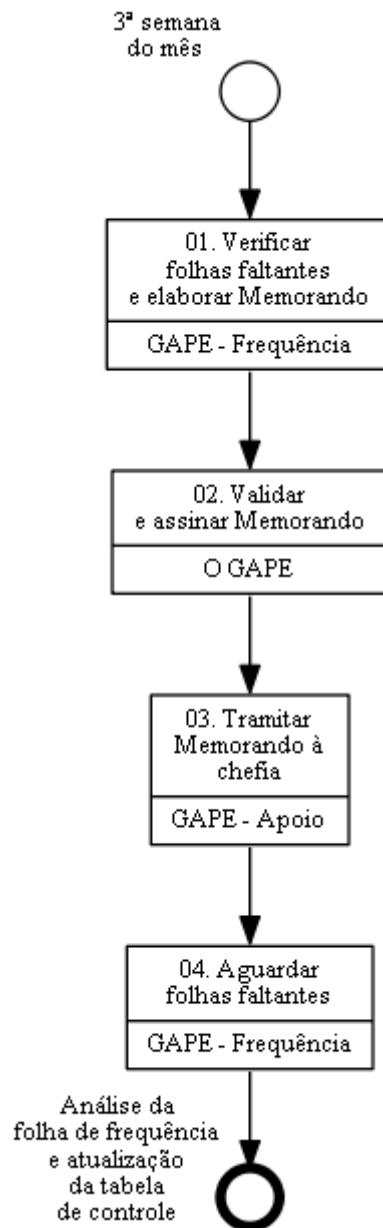 3ª semana
do mês
01. Verificar
folhas faltantes
e elaborar Memorando
GAPE - Frequência
02. Validar
e assinar Memorando
O GAPE
03. Tramitar
Memorando à
chefia
GAPE - Apoio
04. Aguardar
folhas faltantes
GAPE - Frequência
Análise da
folha de frequência
e atualização
da tabela
de controle